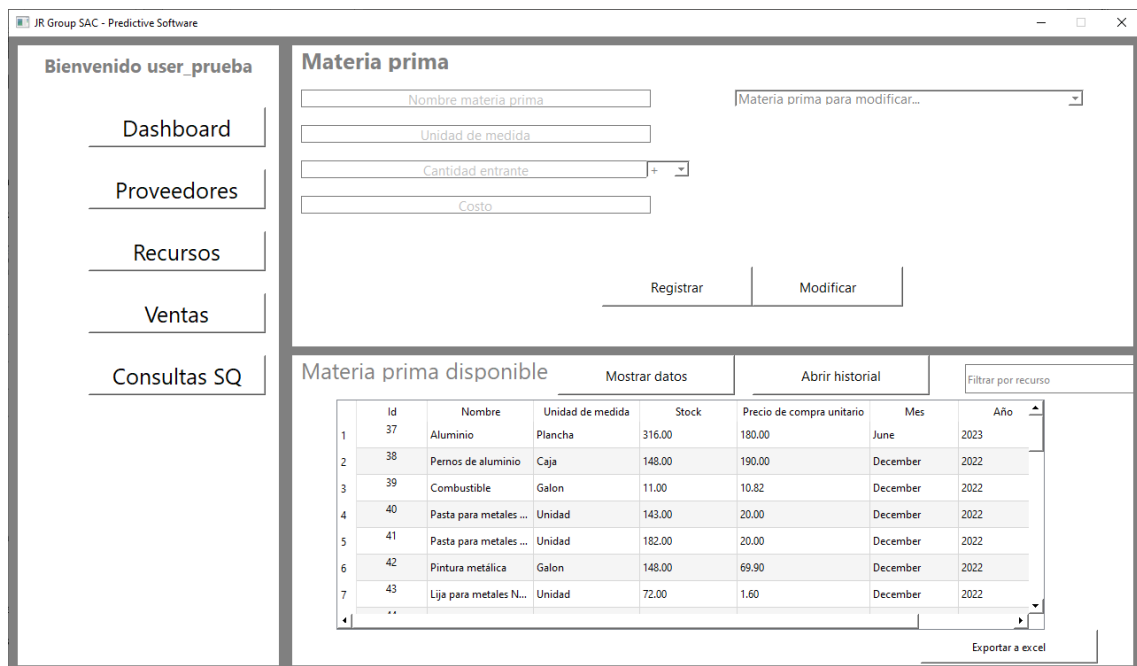 JR Group SAC - Predictive Software
Bienvenido user_prueba
Dashboard
Proveedores
Recursos
Ventas
Consultas SQ
Materia prima
Nombre materia prima
Materia prima para modificar...
Unidad de medida
Cantidad entrante
+
Costo
Registrar
Modificar
Materia prima disponible
Mostrar datos
Abrir historial
Filtrar por recurso
Id Nombre Unidad de medida Stock Precio de compra unitario Mes Año
1 37 Aluminio Plancha 316.00 180.00 June 2023
2 38 Pernos de aluminio Caja 148.00 190.00 December 2022
3 39 Combustible Galon 11.00 10.82 December 2022
4 40 Pasta para metales ... Unidad 143.00 20.00 December 2022
5 41 Pasta para metales ... Unidad 182.00 20.00 December 2022
6 42 Pintura metálica Galon 148.00 69.90 December 2022
7 43 Lija para metales N... Unidad 72.00 1.60 December 2022
Exportar a excel